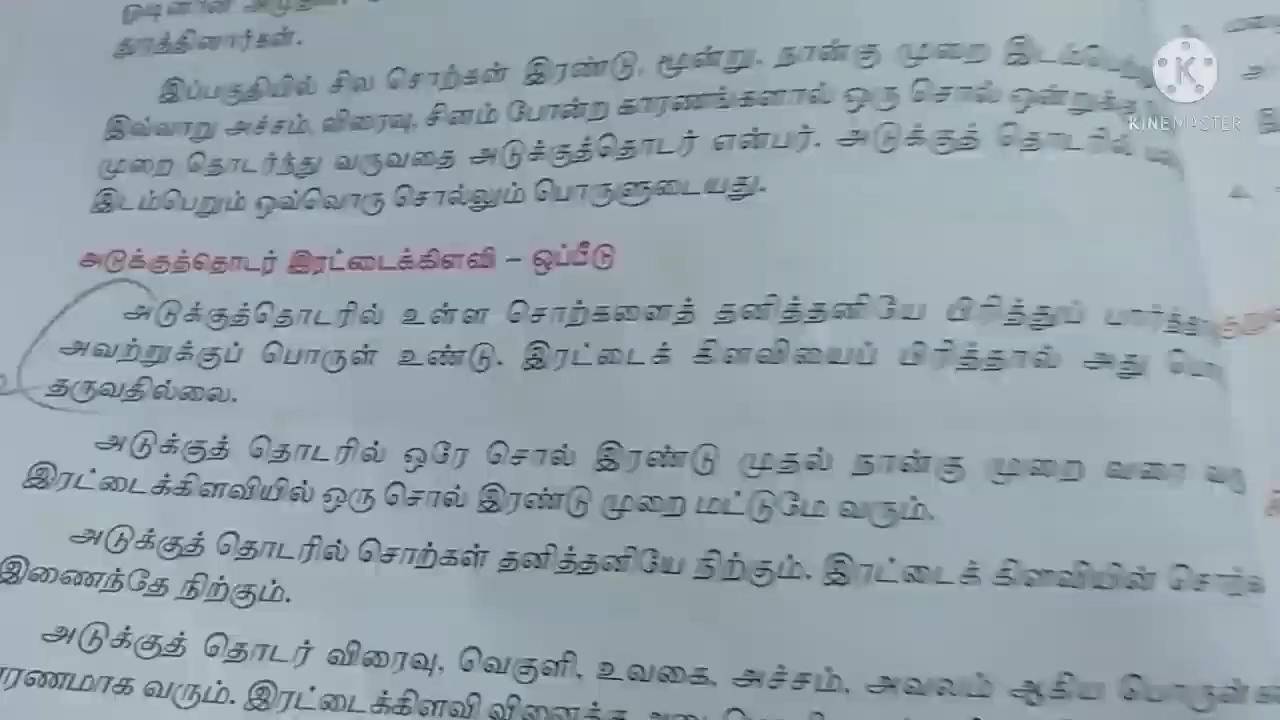 தூர்த்தினார்கள்.
இப்பகுதியில் சில சொற்கள் இரண்டு, மூன்று, நான்கு முறை
KINEMASTER
இவ்வாறு அச்சம், விரைவு, சினம் போன்ற காரணங்களால் ஒரு சொல்
முறை தொடர்ந்து வருவதை அடுக்குத்தொடர் என்பர். அடுக்குத் தொடரில்
இடம்பெறும் ஒவ்வொரு சொல்லும் பொருளுடையது.
அடுக்குத்தொடர் இரட்டைக்கிளவி – ஒப்பீடு
அடுக்குத்தொடரில் உள்ள சொற்களைத் தனித்தனியே பிரித்துப்
அவற்றுக்குப் பொருள் உண்டு. இரட்டைக் கிளவியைப் பிரித்தால் அது
தருவதில்லை.
அடுக்குத் தொடரில் ஒரே சொல் இரண்டு முதல் நான்கு முறை வரை
இரட்டைக்கிளவியில் ஒரு சொல் இரண்டு முறை மட்டுமே வரும்.
அடுக்குத் தொடரில் சொற்கள் தனித்தனியே நிற்கும். இரட்டைக் கிளவியின்
இணைந்தே நிற்கும்.
அடுக்குத் தொடர் விரைவு, வெகுளி, உவகை, அச்சம், அவலம் ஆகிய
வரும். இரட்டைக்கிளவி